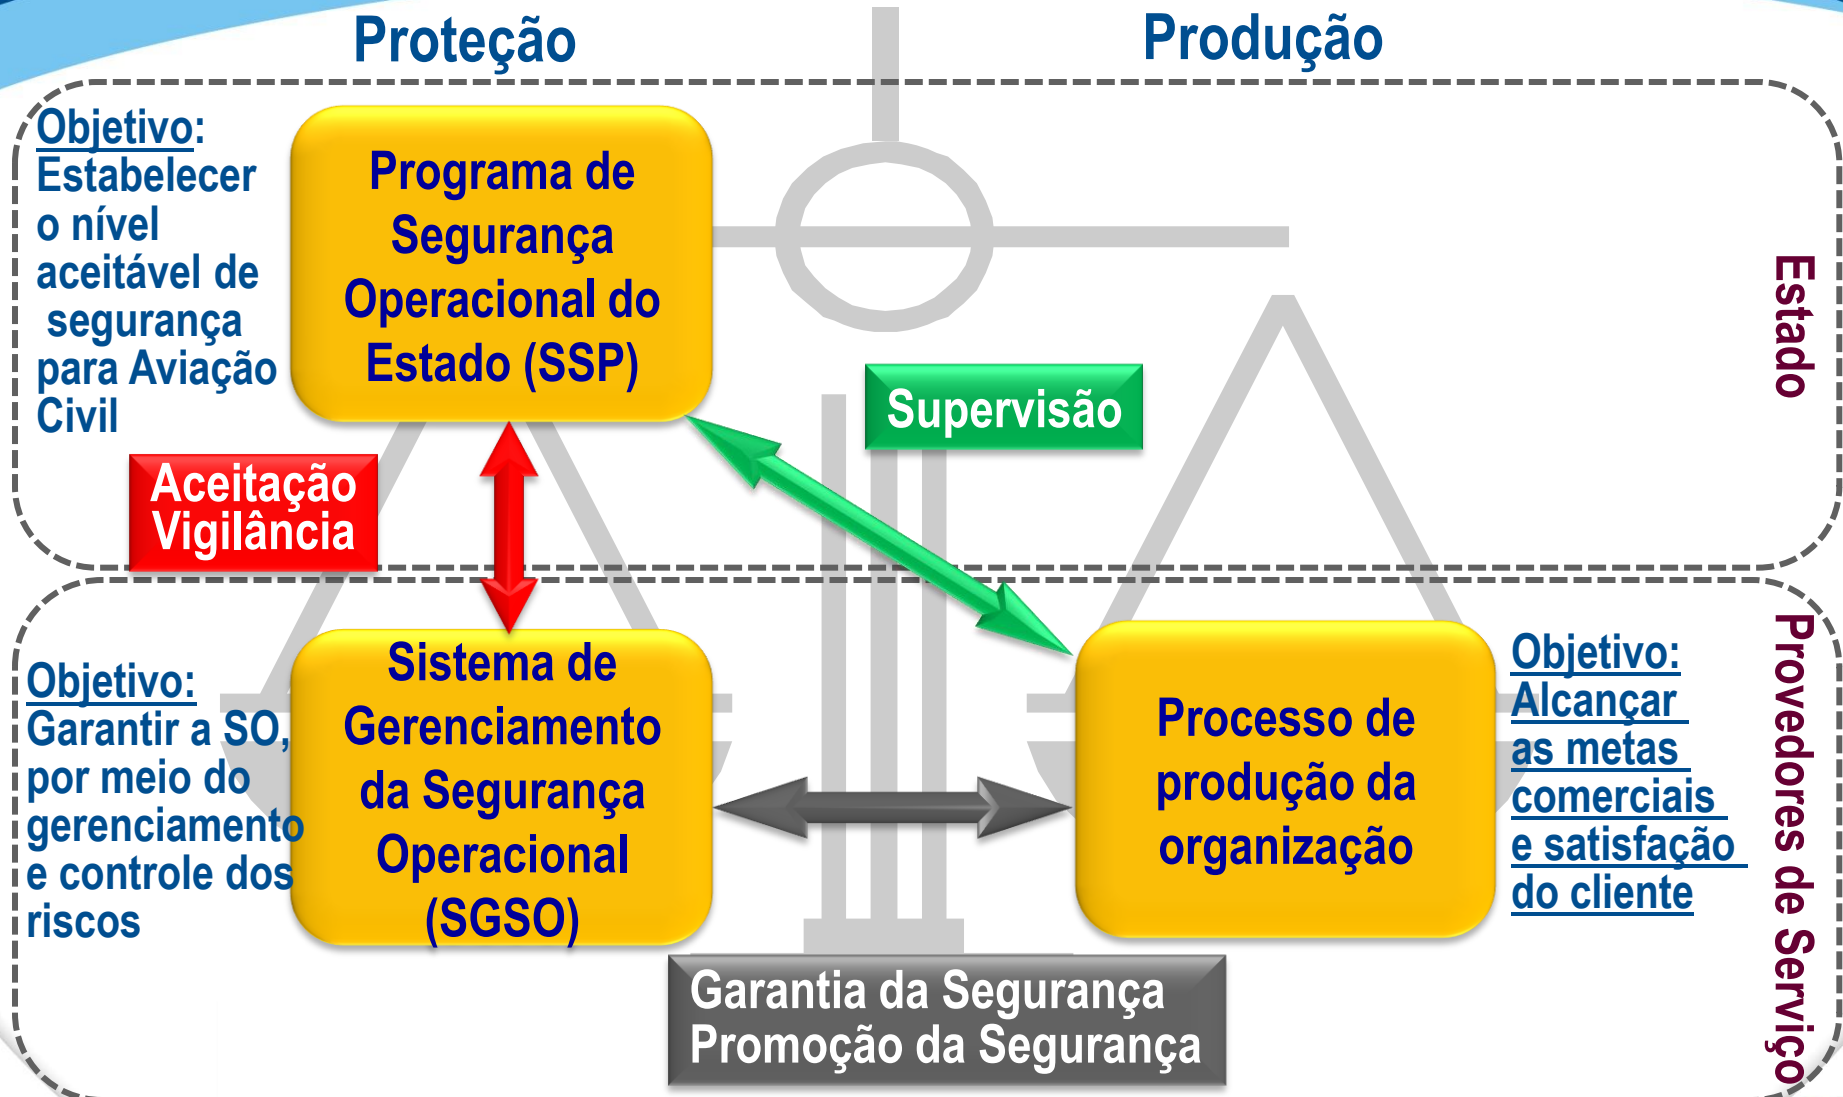 Proteção
Produção
Objetivo:
Estabelecer
o nível
aceitável de
segurança
para Aviação
Civil
Programa de
Segurança
Operacional do
Estado (SSP)
Estado
Supervisão
Aceitação
Vigilância
Objetivo:
Garantir a SO,
por meio do
gerenciamento
e controle dos
riscos
Sistema de
Gerenciamento
da Segurança
Operacional
(SGSO)
Processo de
produção da
organização
Objetivo:
Alcançar
as metas
comerciais
e satisfação
do cliente
Provedores de Serviço
Garantia da Segurança
Promoção da Segurança